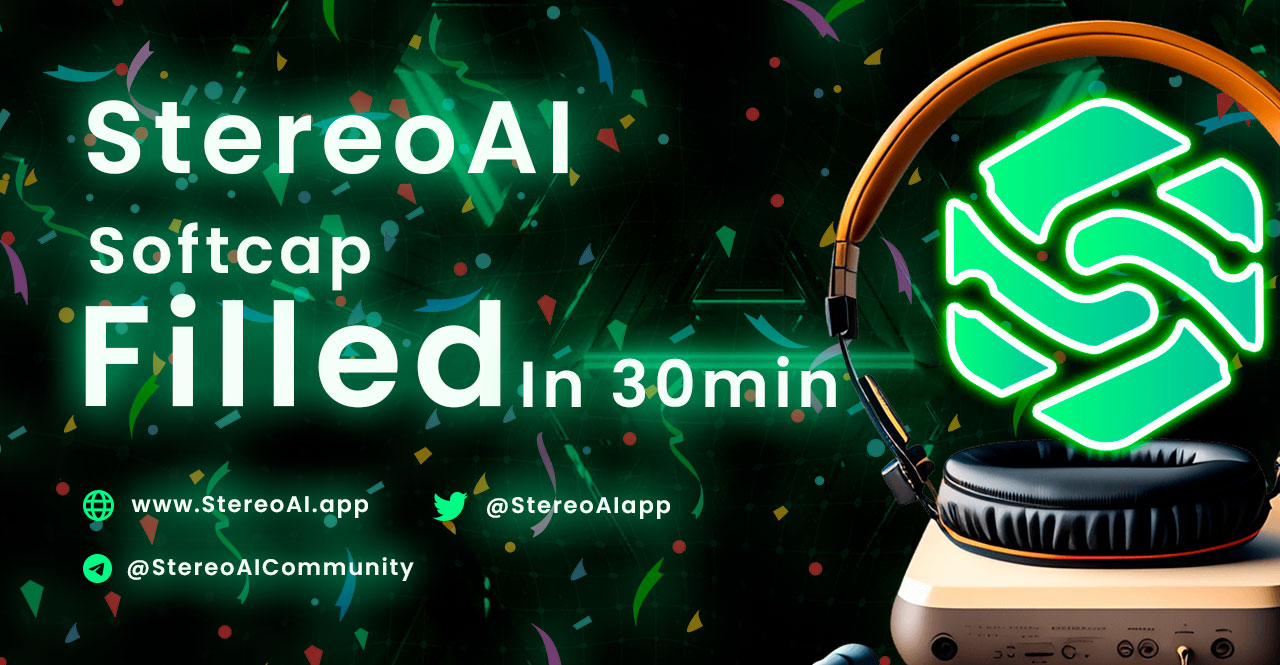 StereoAI
Softcap
Filled In 30min
www.StereoAI.app
@StereoAIapp
@StereoAICommunity